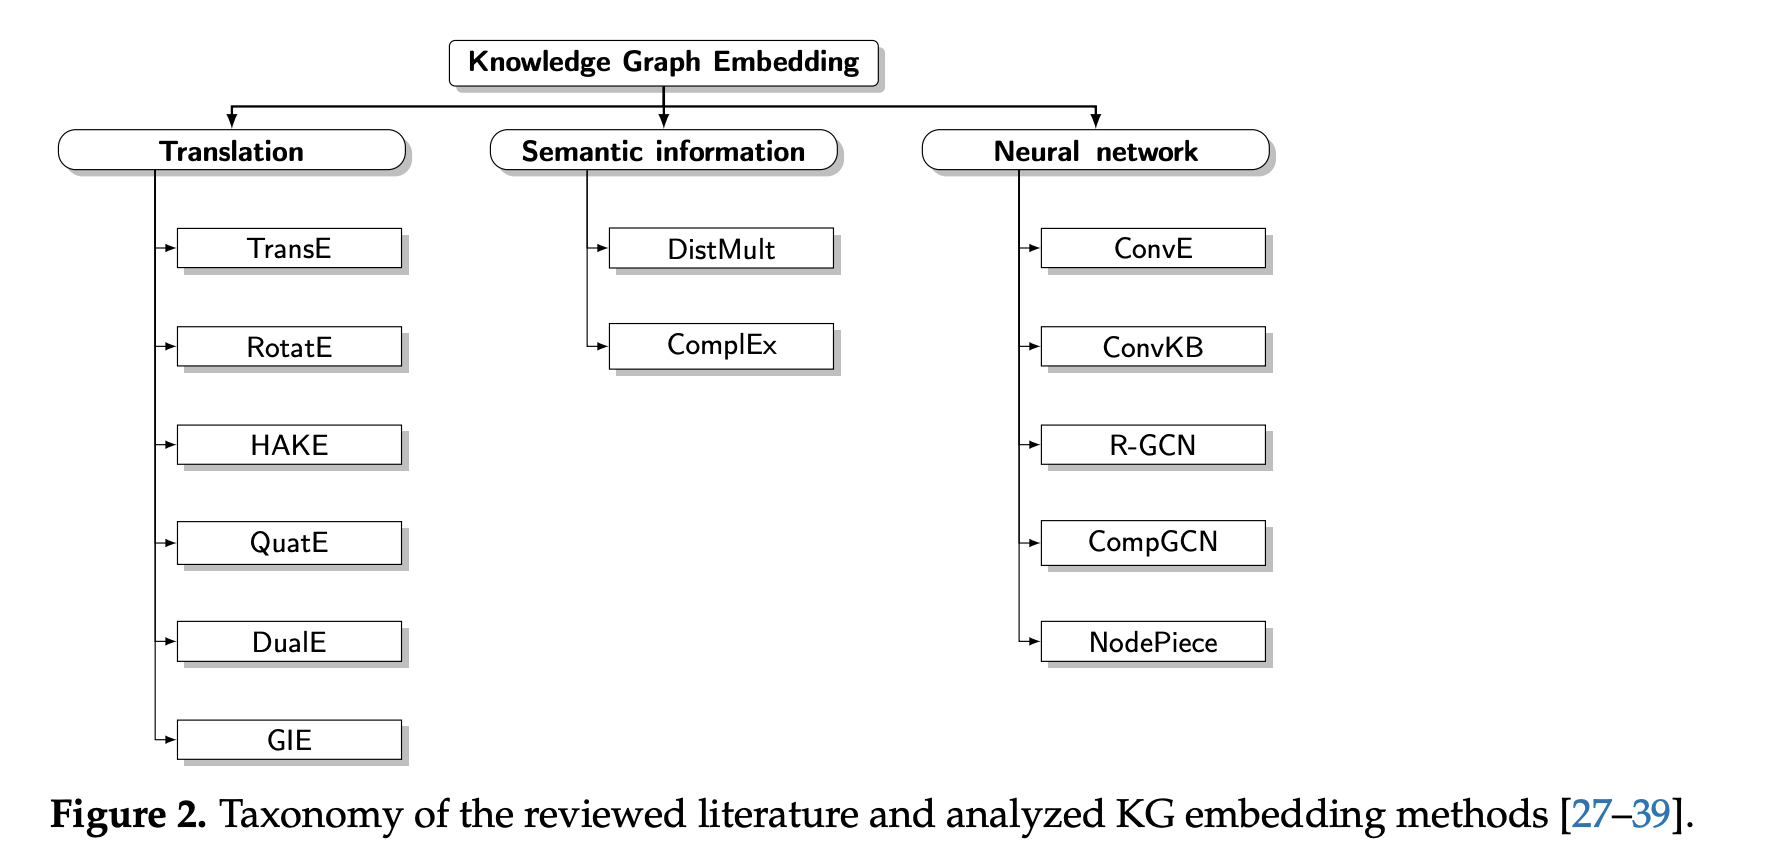 Knowledge Graph Embedding
Translation
Semantic information
Neural network
TransE
DistMult
ConvE
RotatE
ComplEx
ConvKB
HAKE
R-GCN
QuatE
CompGCN
DualE
NodePiece
GIE
Figure 2. Taxonomy of the reviewed literature and analyzed KG embedding methods [27–39].